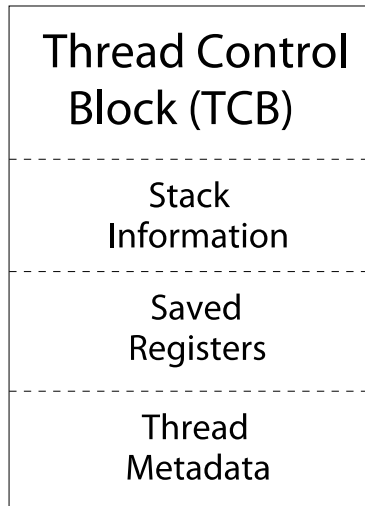 Thread Control
Block (TCB)
Stack
Information
Saved
Registers
Thread
Metadata